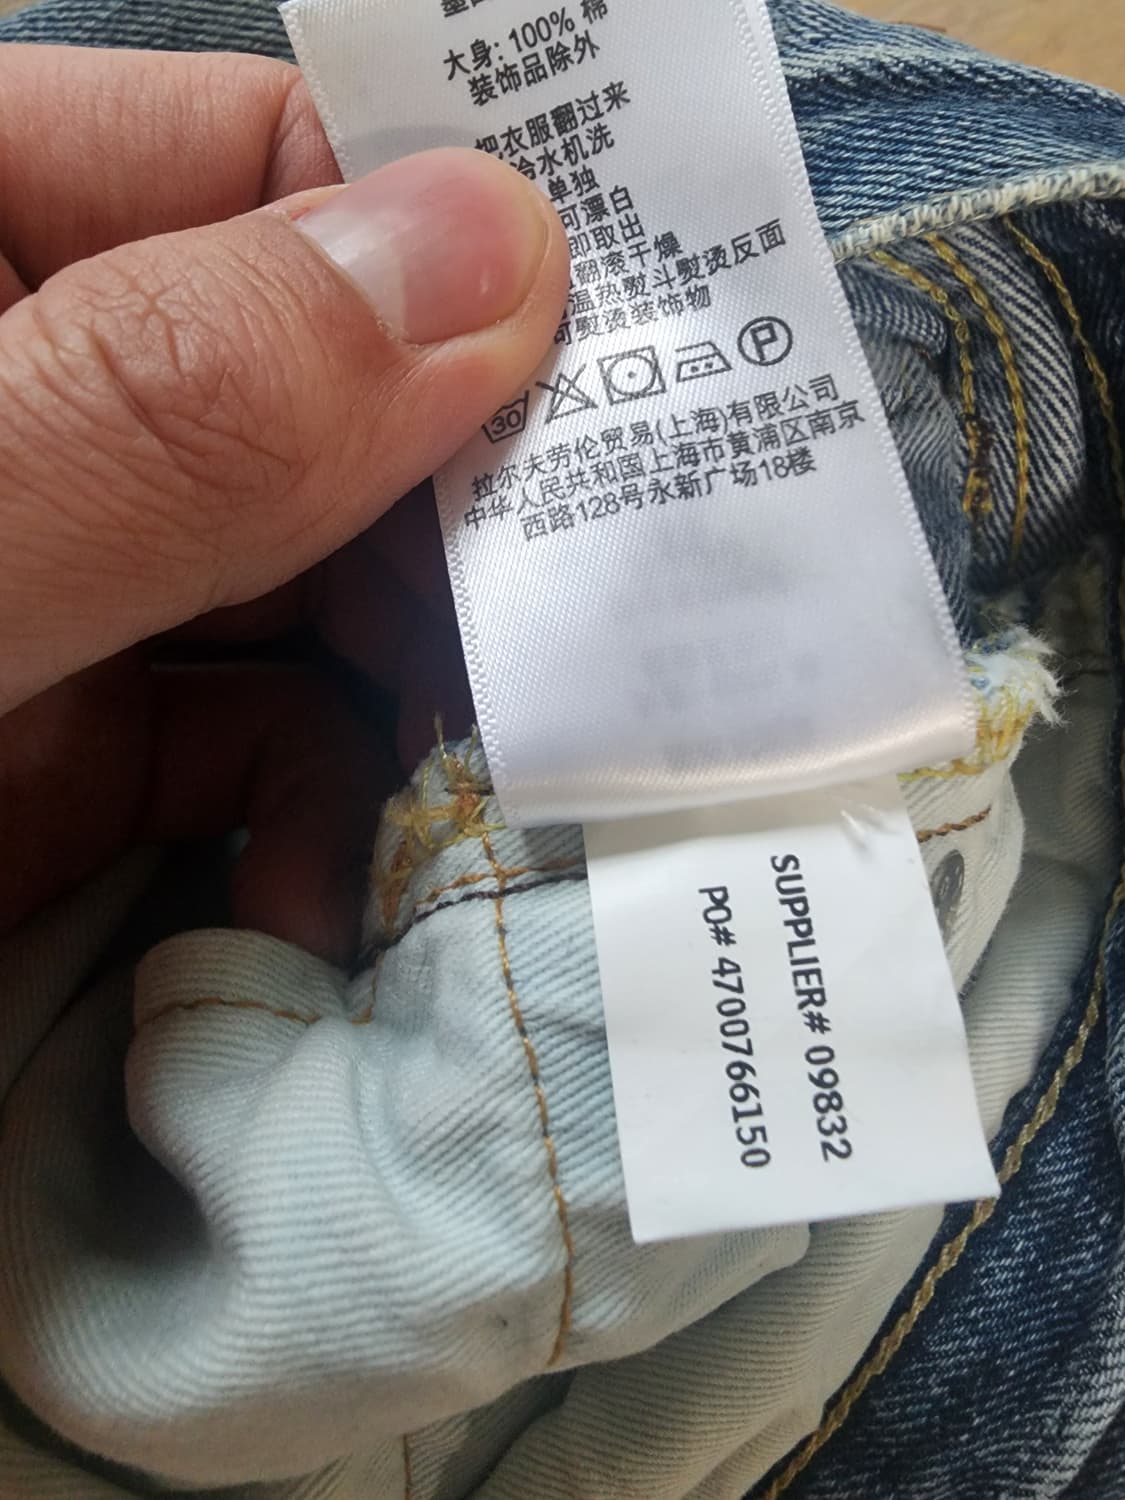 大身: 100% 棉
装饰品除外
把衣服翻过来
冷水机洗
单独
可漂白
即取出
翻滚干燥
温热熨斗熨烫反面
可熨烫装饰物
30
P
拉尔夫劳伦贸易(上海)有限公司
中华人民共和国上海市黄浦区南京
西路128号永新广场18楼
SUPPLIER# 09832
PO# 4700766150